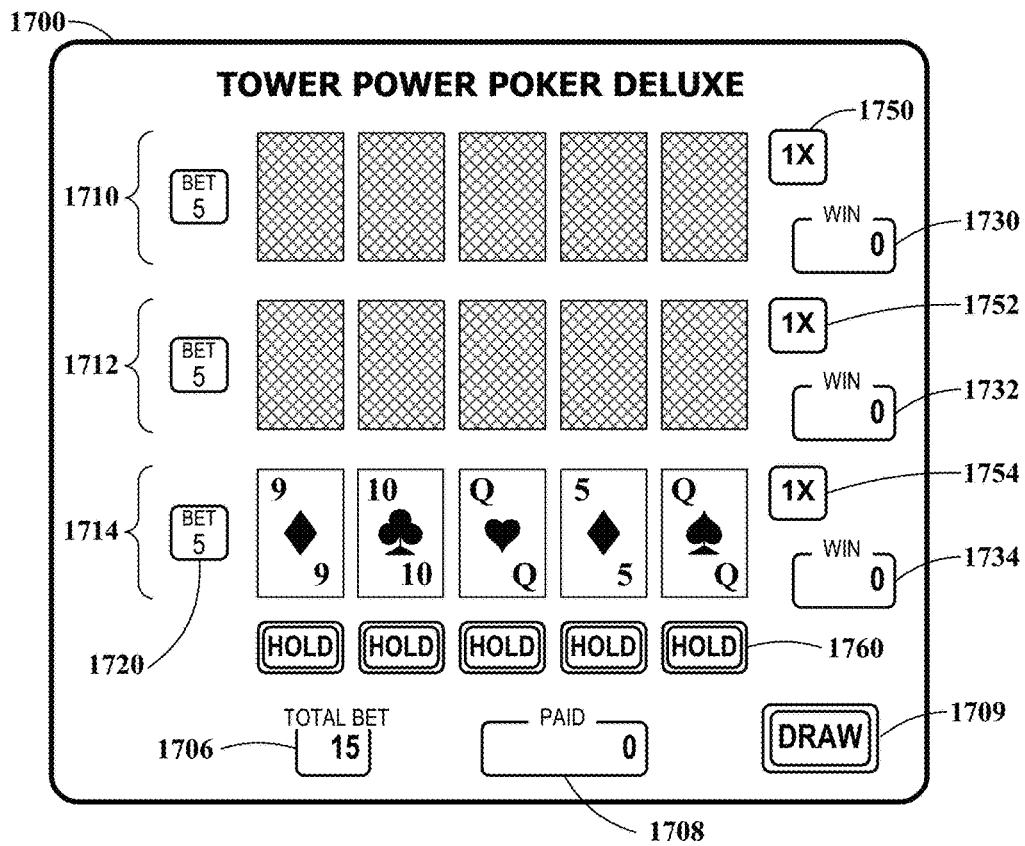 1700
TOWER POWER POKER DELUXE
1750
1X
1710
BET
5
WIN
0
1730
1752
1X
1712
BET
5
WIN
0
1732
1754
1X
9 10 Q 5 Q
1714
BET
5
WIN
0
1734
9 10 Q 5 Q
1720
HOLD HOLD HOLD HOLD HOLD
1760
TOTAL BET
15
1706
PAID
0
1708
DRAW
1709